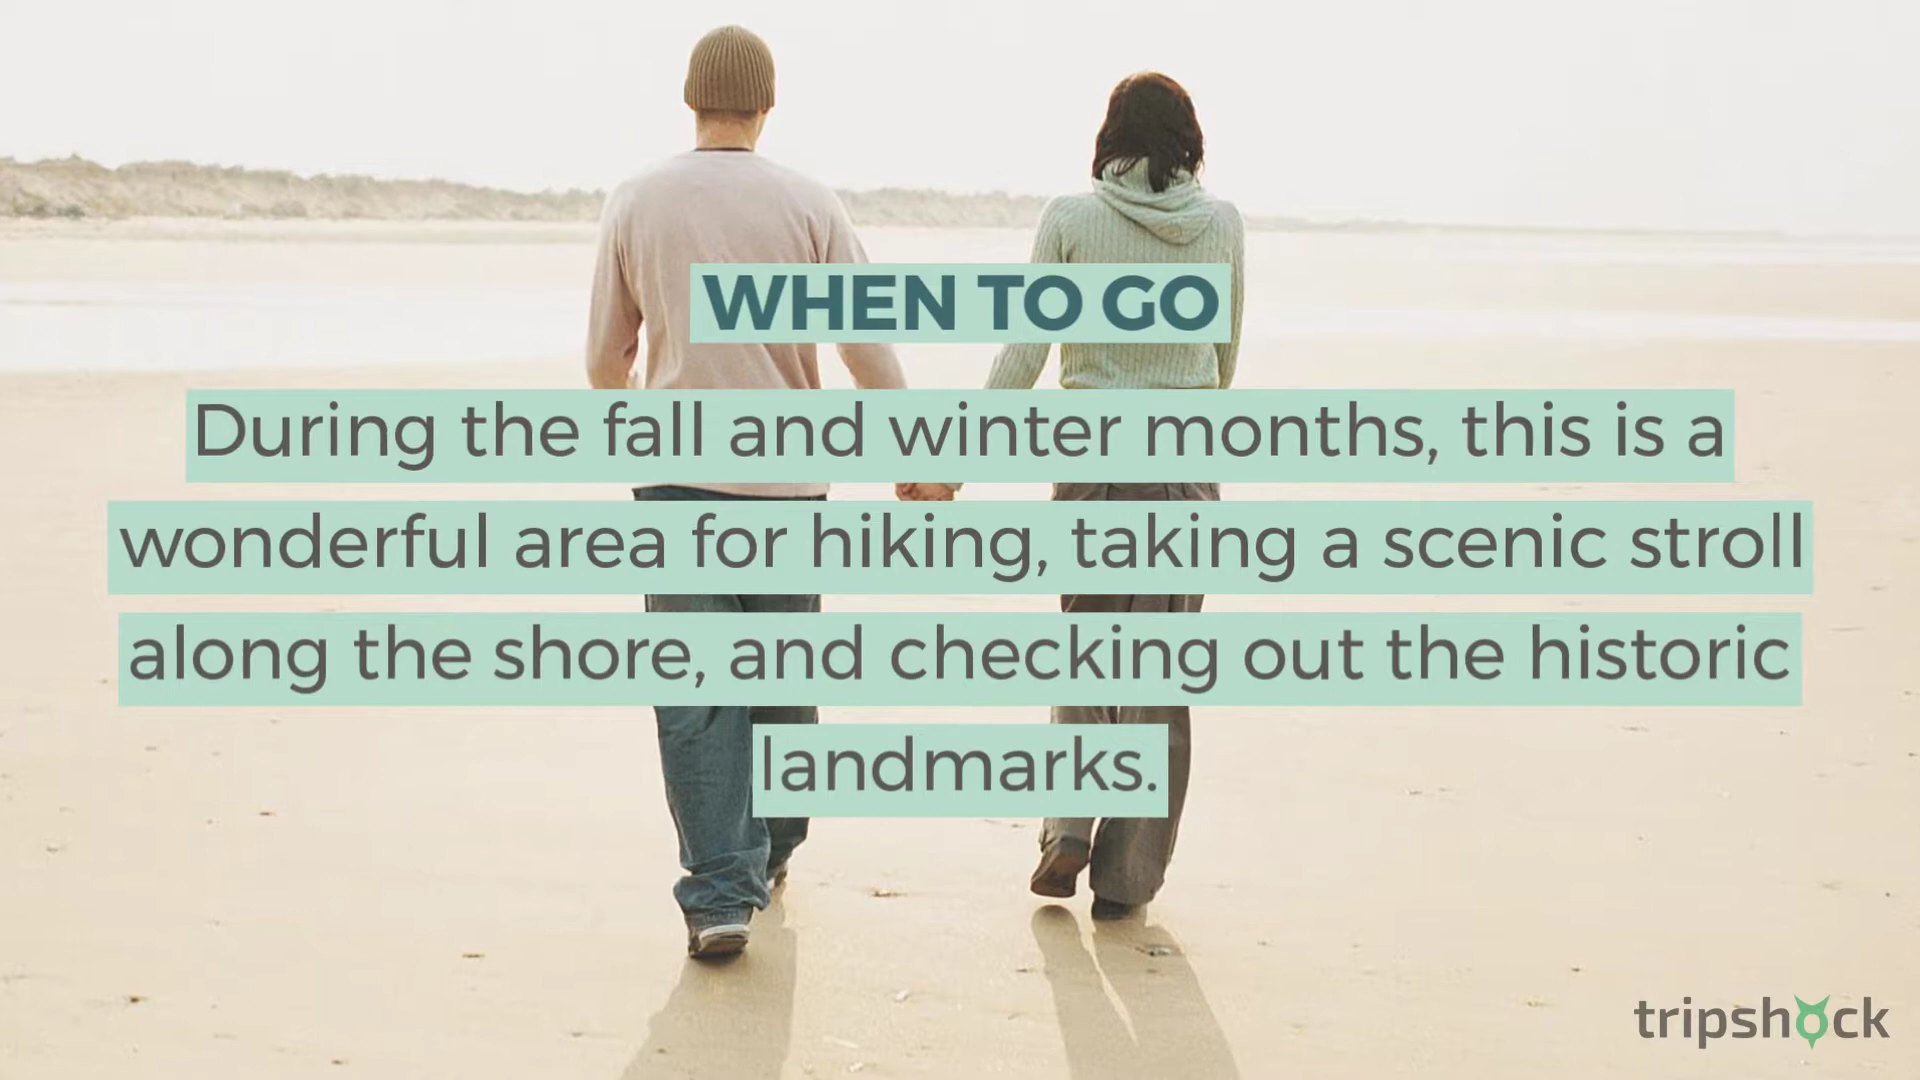 WHEN TO GO
During the fall and winter months, this is a
wonderful area for hiking, taking a scenic stroll
along the shore, and checking out the historic
landmarks.
tripshock